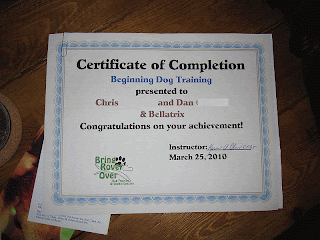 Certificate of Completion
Beginning Dog Training
presented to
Chris and Dan
& Bellatrix
Congratulations on your achievement!
Instructor:
March 25, 2010
Bring
Rover
Over